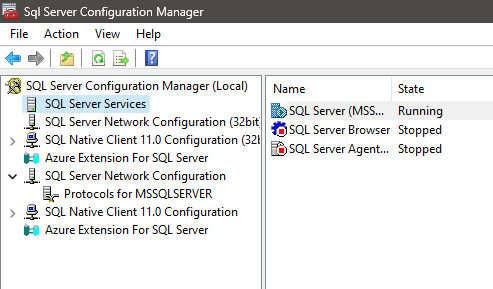 Sql Server Configuration Manager
File Action View Help
SQL Server Configuration Manager (Local)
SQL Server Services
SQL Server Network Configuration (32bit)
SQL Native Client 11.0 Configuration (32b
Azure Extension For SQL Server
SQL Server Network Configuration
Protocols for MSSQLSERVER
SQL Native Client 11.0 Configuration
Azure Extension For SQL Server
Name State
SQL Server (MSS... Running
SQL Server Browser Stopped
SQL Server Agent... Stopped